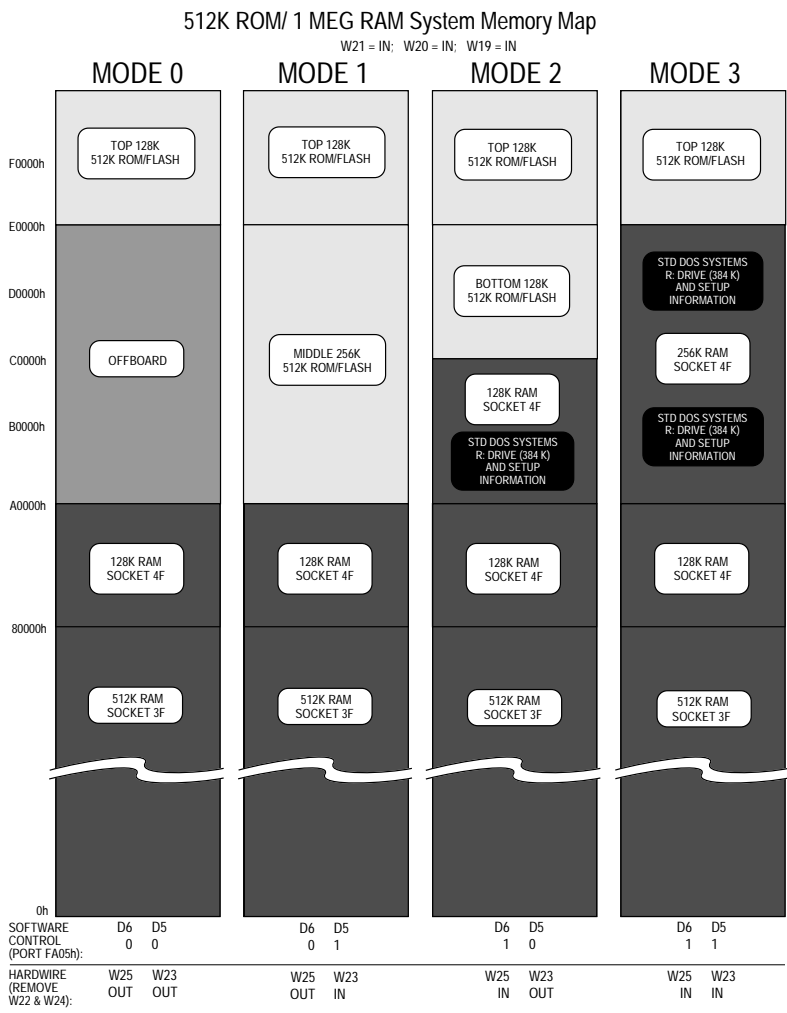 512K ROM/ 1 MEG RAM System Memory Map
W21 = IN; W20 = IN; W19 = IN
MODE 0 MODE 1 MODE 2 MODE 3
TOP 128K
512K ROM/FLASH
TOP 128K
512K ROM/FLASH
TOP 128K
512K ROM/FLASH
TOP 128K
512K ROM/FLASH
F0000h
E0000h
STD DOS SYSTEMS
R: DRIVE (384 K)
AND SETUP
INFORMATION
BOTTOM 128K
512K ROM/FLASH
D0000h
OFFBOARD
MIDDLE 256K
512K ROM/FLASH
256K RAM
SOCKET 4F
C0000h
128K RAM
SOCKET 4F
B0000h
STD DOS SYSTEMS
R: DRIVE (384 K)
AND SETUP
INFORMATION
STD DOS SYSTEMS
R: DRIVE (384 K)
AND SETUP
INFORMATION
A0000h
128K RAM
SOCKET 4F
128K RAM
SOCKET 4F
128K RAM
SOCKET 4F
128K RAM
SOCKET 4F
80000h
512K RAM
SOCKET 3F
512K RAM
SOCKET 3F
512K RAM
SOCKET 3F
512K RAM
SOCKET 3F
0h
SOFTWARE
CONTROL
(PORT FA05h):
D6 D5
0 0
D6 D5
0 1
D6 D5
1 0
D6 D5
1 1
HARDWIRE
(REMOVE
W22 & W24):
W25 W23
OUT OUT
W25 W23
OUT IN
W25 W23
IN OUT
W25 W23
IN IN